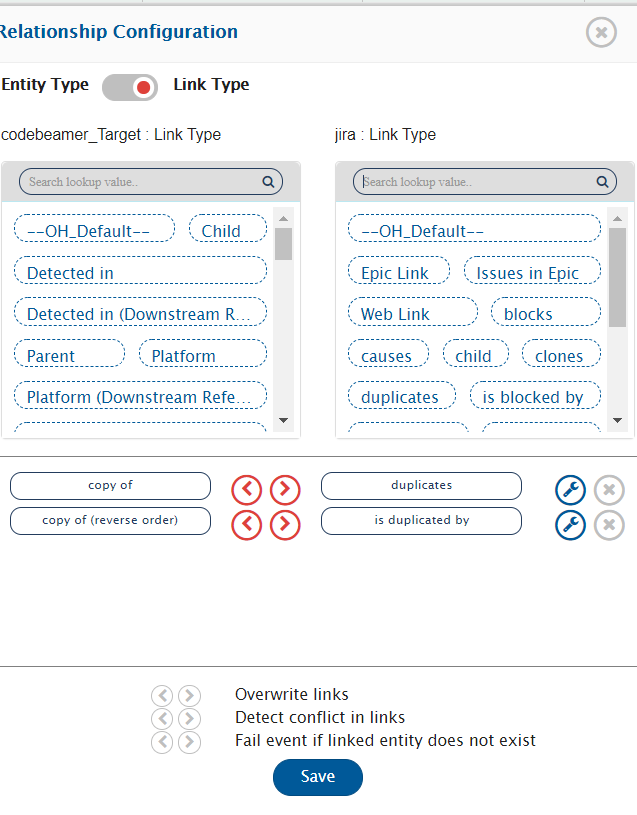 Relationship Configuration
Entity Type Link Type
codebeamer_Target : Link Type
jira : Link Type
Search lookup value..
Search lookup value..
--OH_Default-- Child
Detected in
Detected in (Downstream R...
Parent Platform
Platform (Downstream Refe...
--OH_Default--
Epic Link Issues in Epic
Web Link blocks
causes child clones
duplicates is blocked by
copy of duplicates
copy of (reverse order) is duplicated by
Overwrite links
Detect conflict in links
Fail event if linked entity does not exist
Save